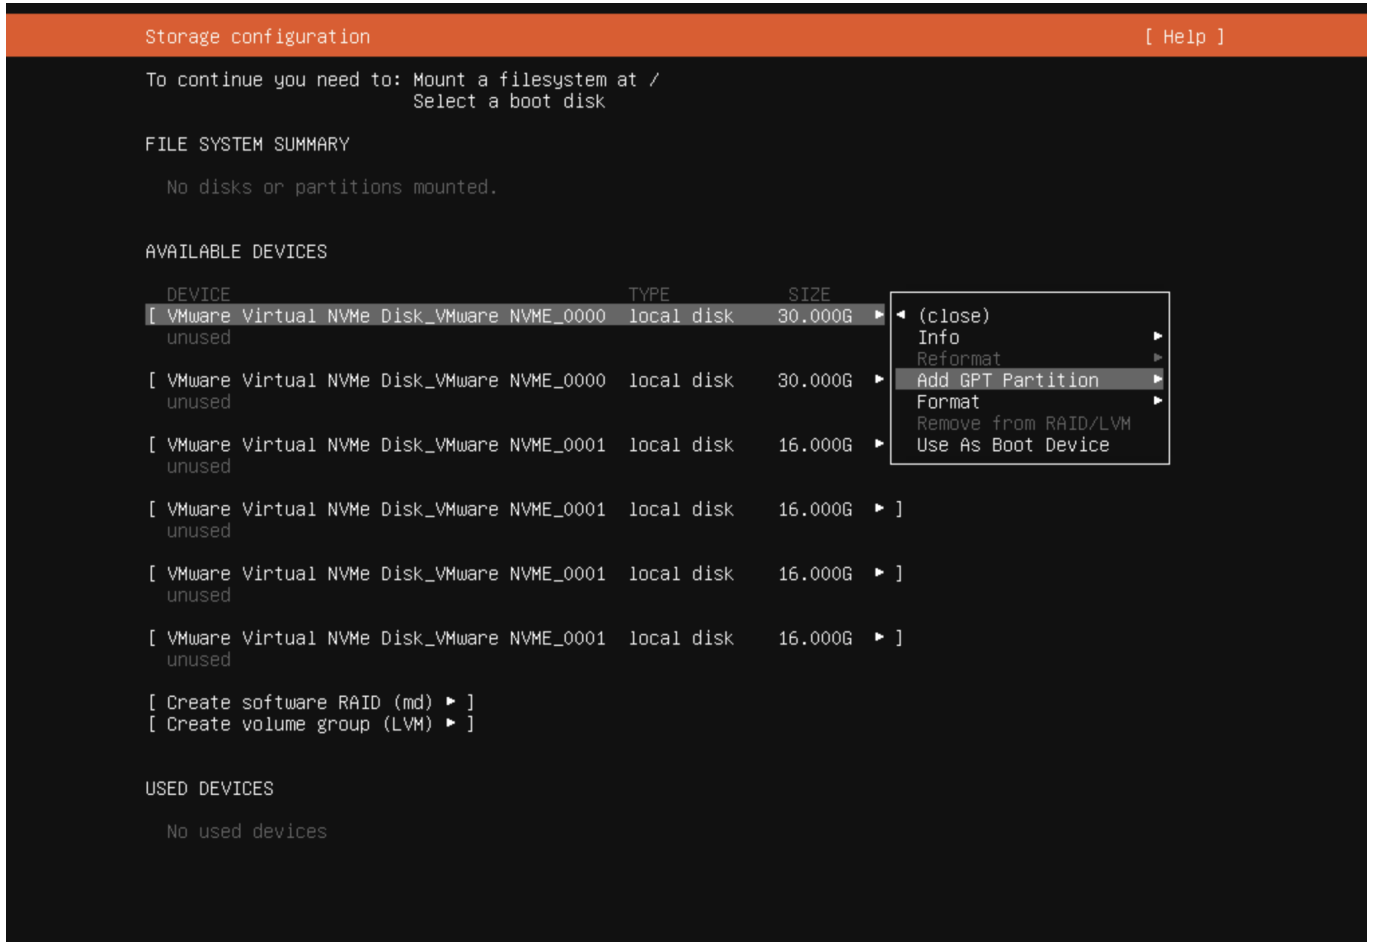 Storage configuration [ Help ]
To continue you need to: Mount a filesystem at /
Select a boot disk
FILE SYSTEM SUMMARY
No disks or partitions mounted.
AVAILABLE DEVICES
DEVICE TYPE SIZE
[ VMware Virtual NVMe Disk_VMware NVME_0000 local disk 30.000G ▸ ◂ (close)
unused Info ▸
Reformat ▸
[ VMware Virtual NVMe Disk_VMware NVME_0000 local disk 30.000G ▸ Add GPT Partition ▸
unused Format ▸
Remove from RAID/LVM
[ VMware Virtual NVMe Disk_VMware NVME_0001 local disk 16.000G ▸ Use As Boot Device
unused
[ VMware Virtual NVMe Disk_VMware NVME_0001 local disk 16.000G ▸ ]
unused
[ VMware Virtual NVMe Disk_VMware NVME_0001 local disk 16.000G ▸ ]
unused
[ VMware Virtual NVMe Disk_VMware NVME_0001 local disk 16.000G ▸ ]
unused
[ Create software RAID (md) ▸ ]
[ Create volume group (LVM) ▸ ]
USED DEVICES
No used devices